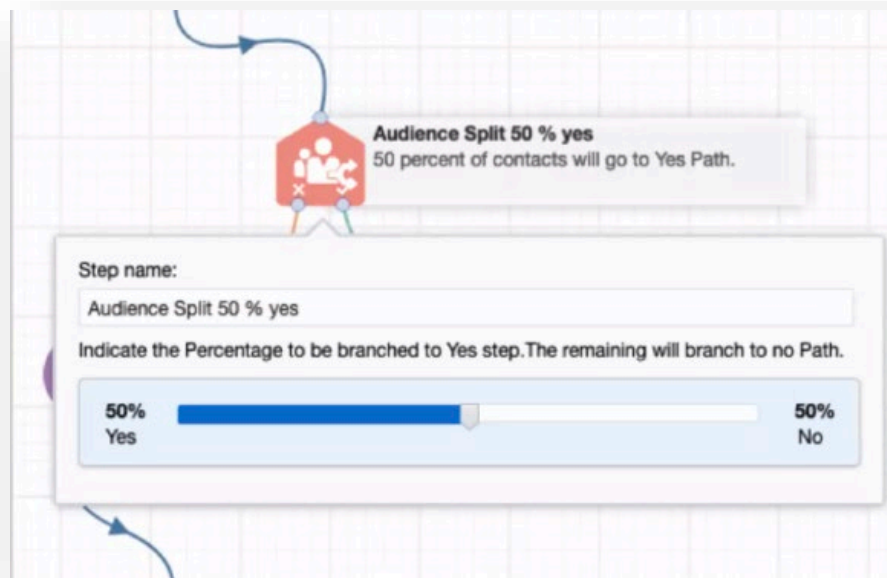 Audience Split 50 % yes
50 percent of contacts will go to Yes Path.
Step name:
Audience Split 50 % yes
Indicate the Percentage to be branched to Yes step.The remaining will branch to no Path.
50%
Yes
50%
No